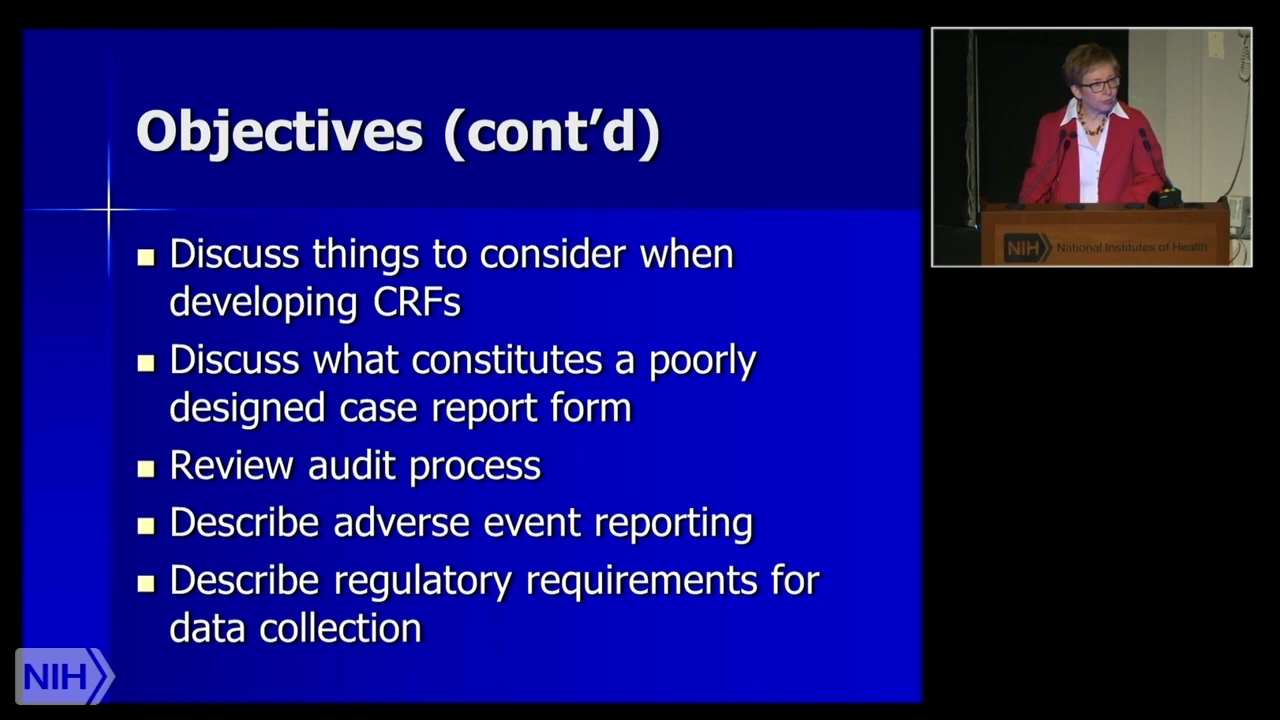 Objectives (cont’d)
Discuss things to consider when
developing CRFs
Discuss what constitutes a poorly
designed case report form
Review audit process
Describe adverse event reporting
Describe regulatory requirements for
data collection
NIH
NIH National Institutes of Health